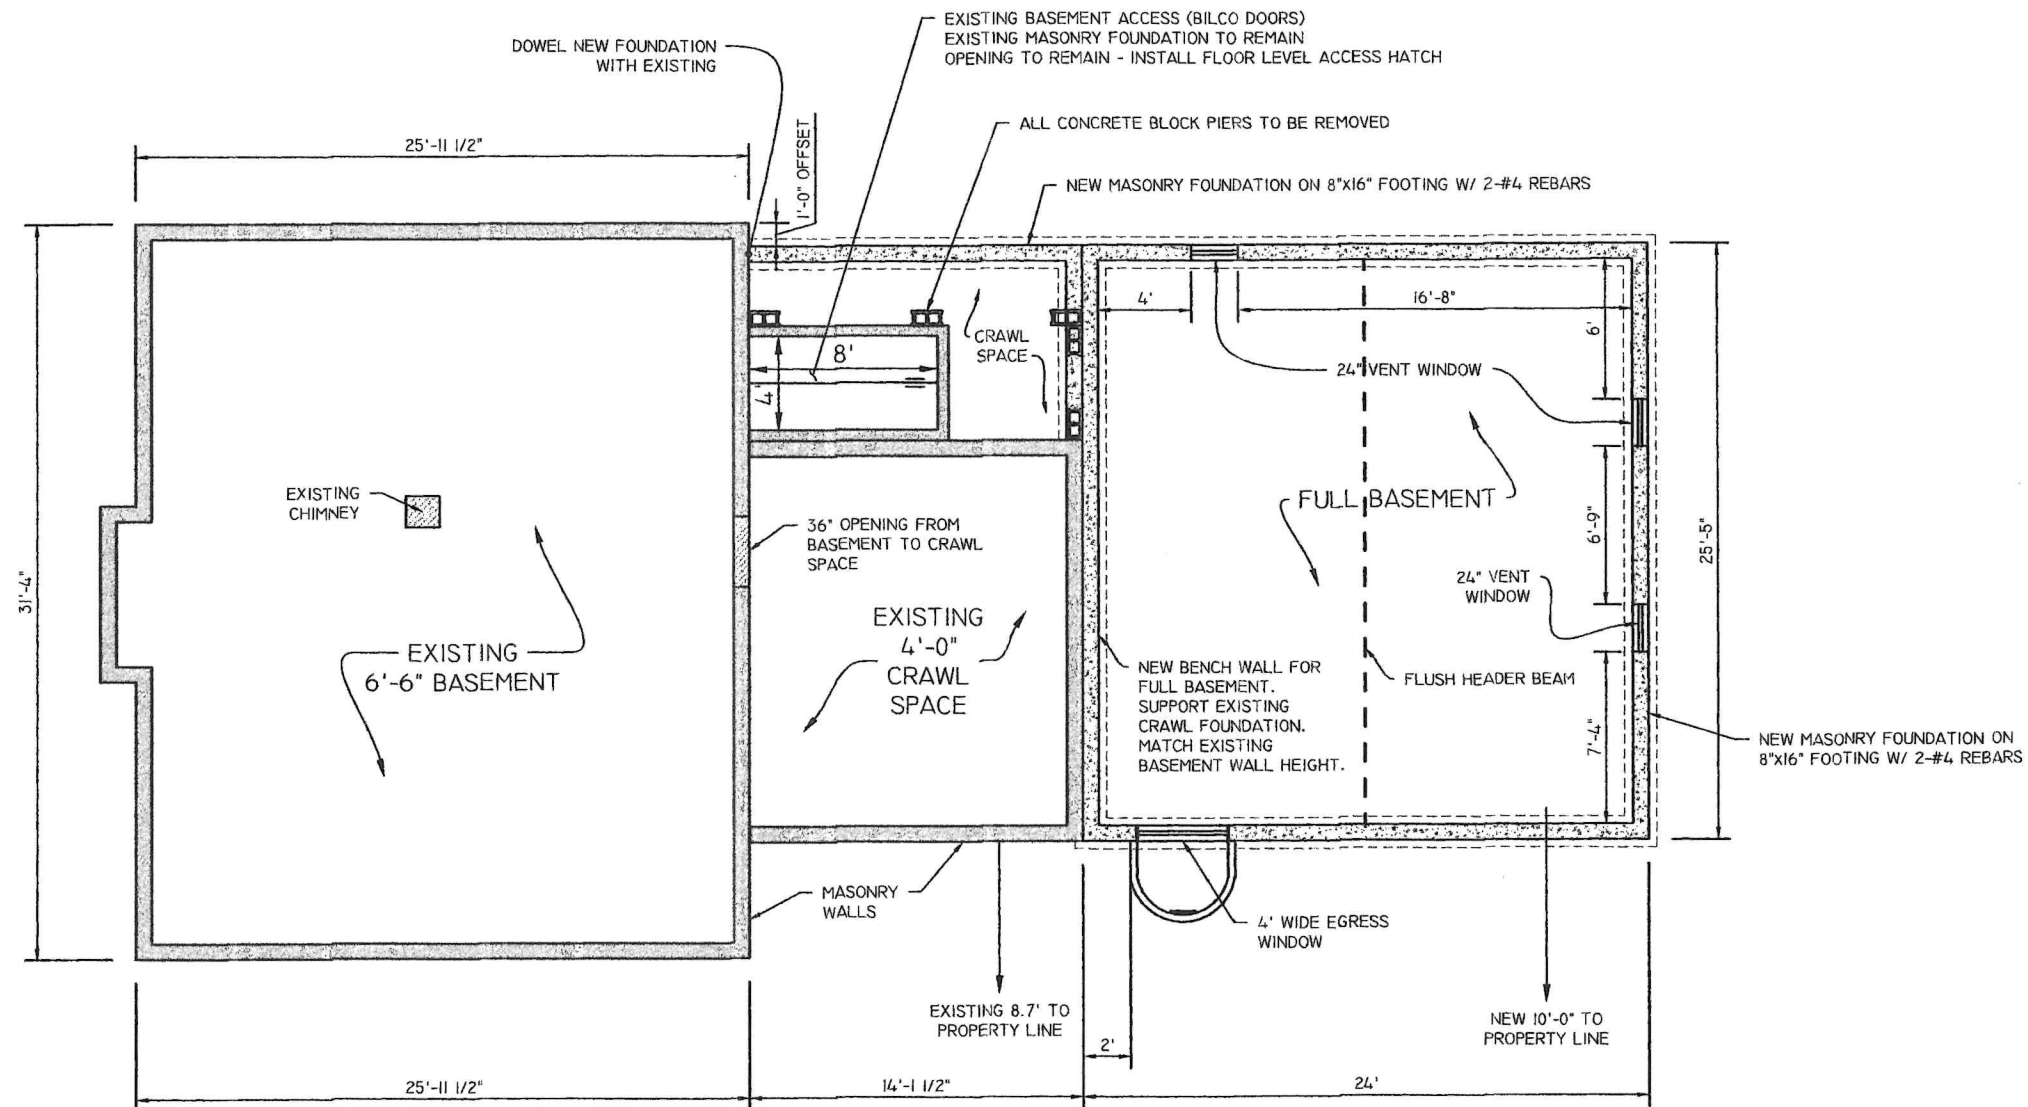 EXISTING BASEMENT ACCESS (BILCO DOORS)
EXISTING MASONRY FOUNDATION TO REMAIN
OPENING TO REMAIN - INSTALL FLOOR LEVEL ACCESS HATCH
DOWEL NEW FOUNDATION
WITH EXISTING
ALL CONCRETE BLOCK PIERS TO BE REMOVED
25'-11 1/2"
1'-0" OFFSET
NEW MASONRY FOUNDATION ON 8"X16" FOOTING W/ 2-#4 REBARS
4'
16'-8"
6'
CRAWL
SPACE
8'
4'
24" VENT WINDOW
EXISTING
CHIMNEY
36" OPENING FROM
BASEMENT TO CRAWL
SPACE
FULL BASEMENT
6'-9"
25'-5"
31'-4"
24" VENT
WINDOW
EXISTING
6'-6" BASEMENT
EXISTING
4'-0"
CRAWL
SPACE
NEW BENCH WALL FOR
FULL BASEMENT.
SUPPORT EXISTING
CRAWL FOUNDATION.
MATCH EXISTING
BASEMENT WALL HEIGHT.
FLUSH HEADER BEAM
7'-4"
NEW MASONRY FOUNDATION ON
8"X16" FOOTING W/ 2-#4 REBARS
MASONRY
WALLS
4' WIDE EGRESS
WINDOW
EXISTING 8.7' TO
PROPERTY LINE
NEW 10'-0" TO
PROPERTY LINE
2'
25'-11 1/2"
14'-1 1/2"
24'